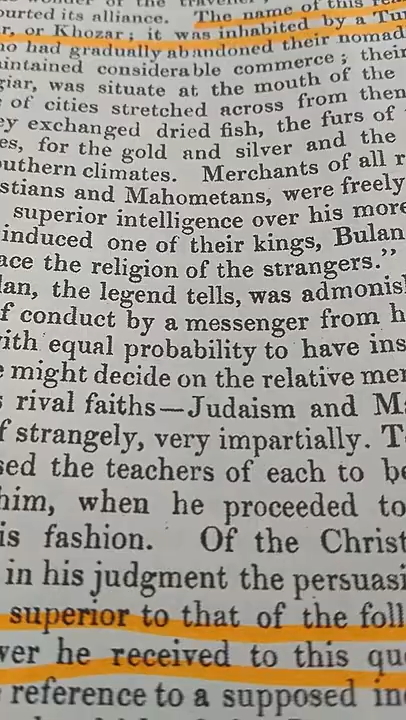 ourted its alliance. The name of this
r, or Khozar; it was inhabited by a Tur
no had gradually abandoned their nomad
aintained considerable commerce; their
giar, was situate at the mouth of the
of cities stretched across from then
ey exchanged dried fish, the furs of
es, for the gold and silver and the
outhern climates. Merchants of all r
stians and Mahometans, were freely
superior intelligence over his more
induced one of their kings, Bulan
ace the religion of the strangers."
lan, the legend tells, was admonis
f conduct by a messenger from h
ith equal probability to have ins
might decide on the relative mer
rival faiths—Judaism and M
f strangely, very impartially. T
sed the teachers of each to be
him, when he proceeded to
is fashion. Of the Christ
in his judgment the persuasi
superior to that of the foll
ver he received to this que
reference to a supposed in